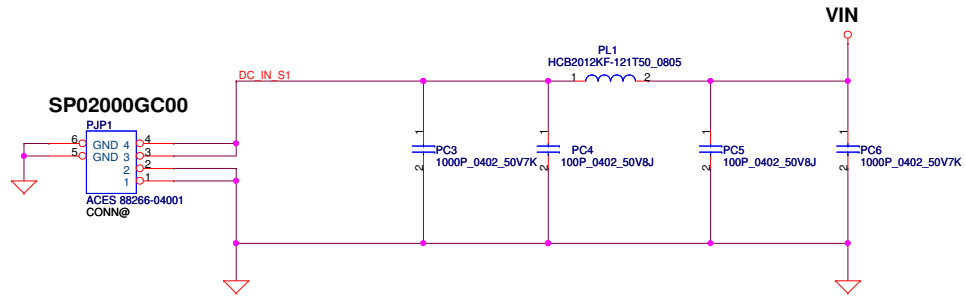 VIN
PL1
HCB2012KF-121T50_0805
DC_IN_S1
1 2
SP02000GC00
PJP1
6 GND 4 4
5 GND 3 3
2 2
1 1
ACES 88266-04001
CONN@
1
2
PC3
1000P_0402_50V7K
1
2
PC4
100P_0402_50V8J
1
2
PC5
100P_0402_50V8J
1
2
PC6
1000P_0402_50V7K